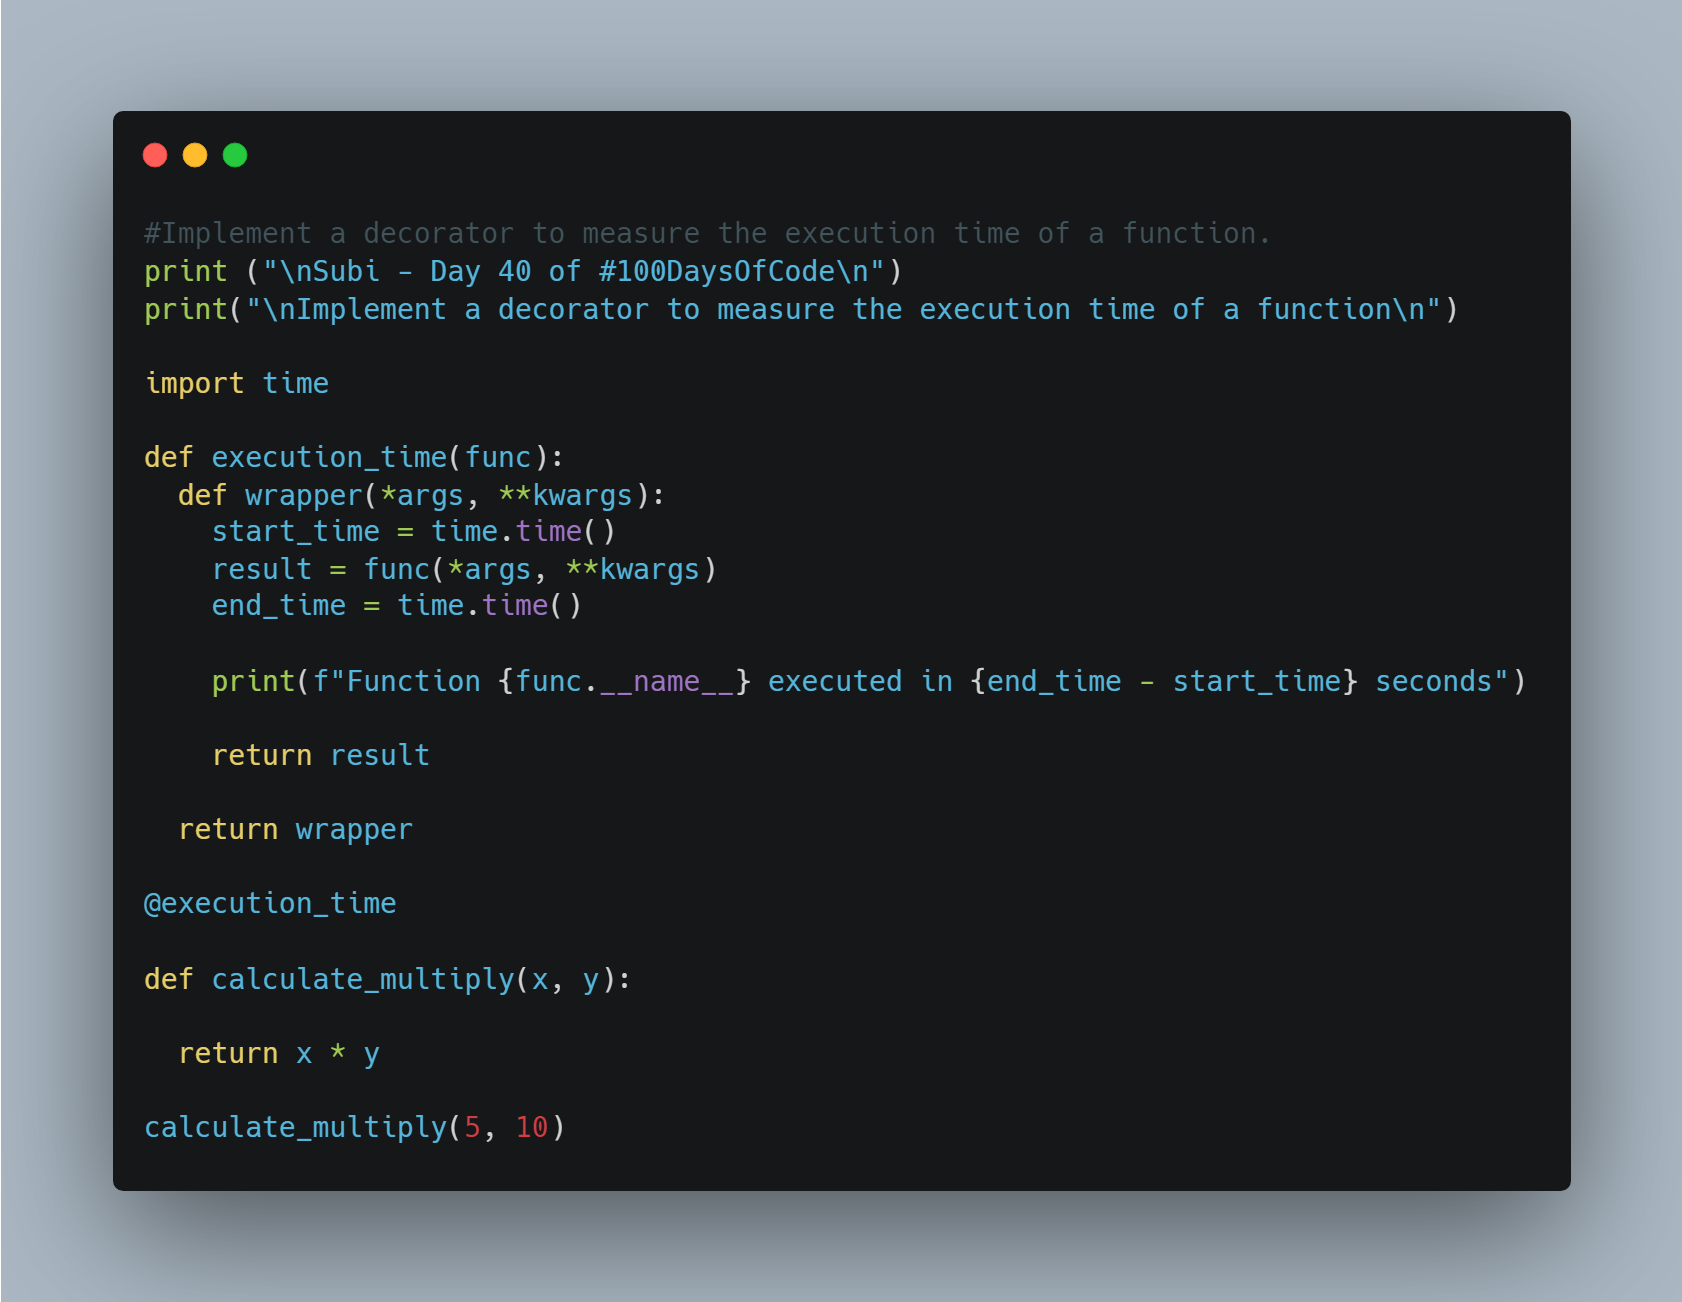 #Implement a decorator to measure the execution time of a function.
print ("\nSubi - Day 40 of #100DaysOfCode\n")
print("\nImplement a decorator to measure the execution time of a function\n")

import time

def execution_time(func):
  def wrapper(*args, **kwargs):
    start_time = time.time()
    result = func(*args, **kwargs)
    end_time = time.time()

    print(f"Function {func.__name__} executed in {end_time - start_time} seconds")

    return result

  return wrapper

@execution_time

def calculate_multiply(x, y):

  return x * y

calculate_multiply(5, 10)